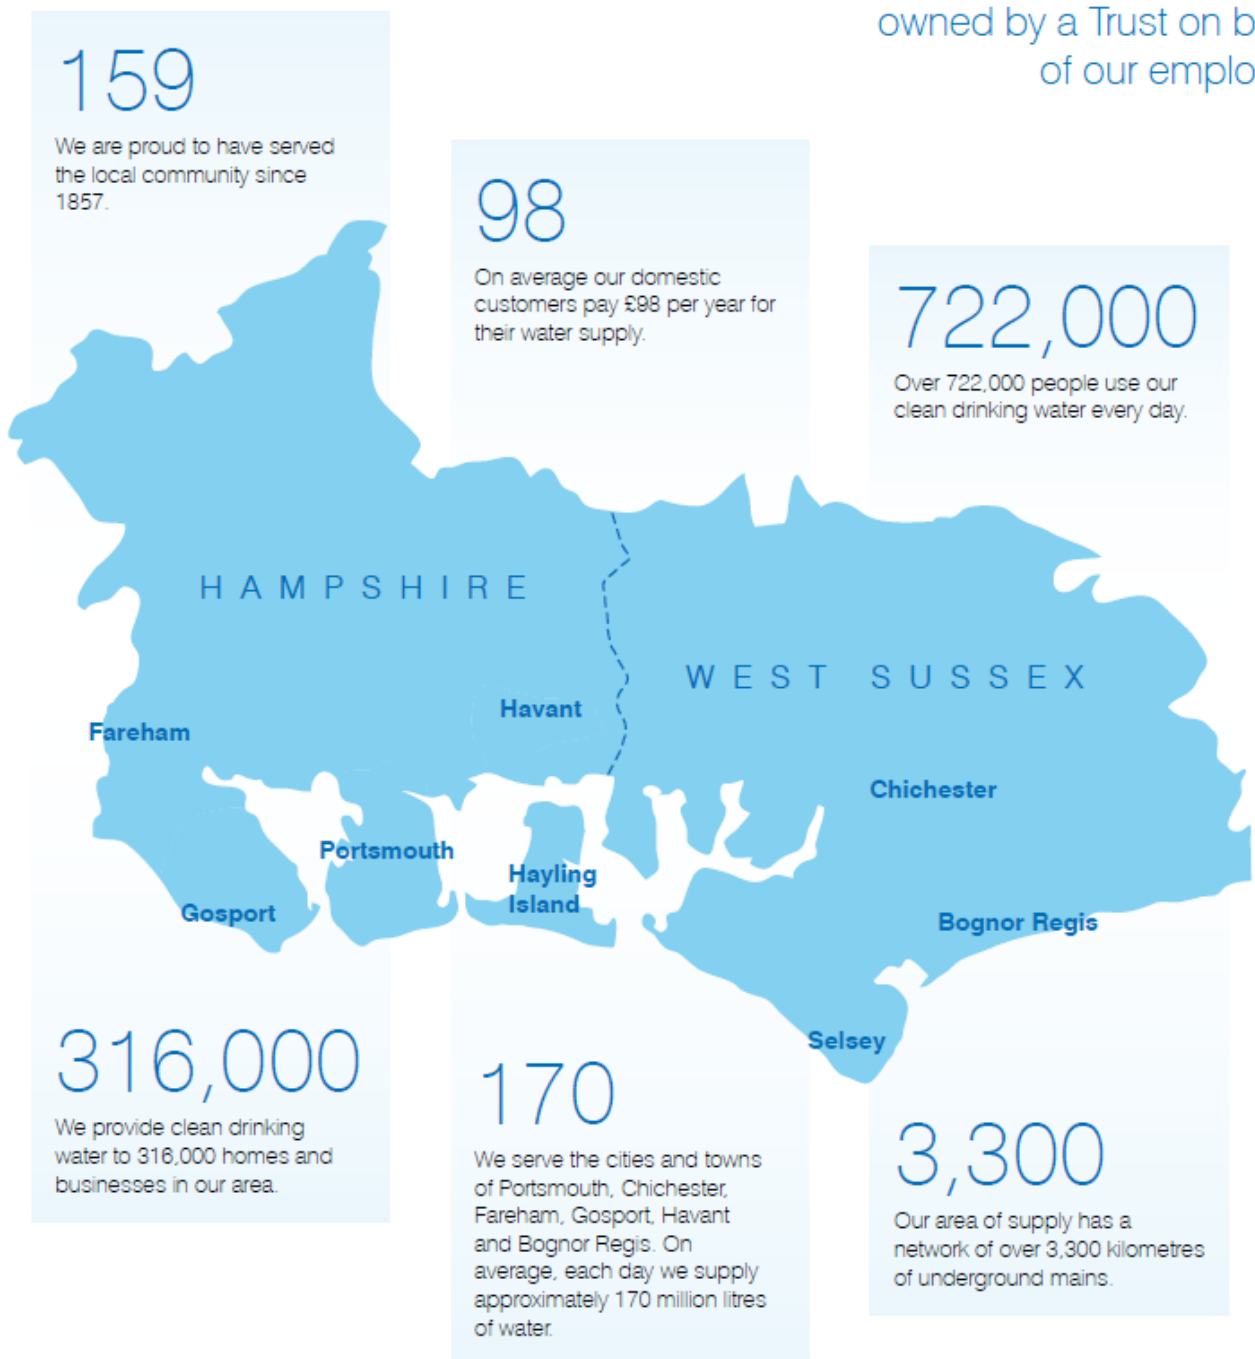 owned by a Trust on b
of our emplo
159
We are proud to have served
the local community since
1857.
98
On average our domestic
customers pay £98 per year for
their water supply.
722,000
Over 722,000 people use our
clean drinking water every day.
HAMPSHIRE
WEST SUSSEX
Havant
Fareham
Chichester
Portsmouth
Hayling
Island
Gosport
Bognor Regis
Selsey
316,000
We provide clean drinking
water to 316,000 homes and
businesses in our area.
170
We serve the cities and towns
of Portsmouth, Chichester,
Fareham, Gosport, Havant
and Bognor Regis. On
average, each day we supply
approximately 170 million litres
of water.
3,300
Our area of supply has a
network of over 3,300 kilometres
of underground mains.